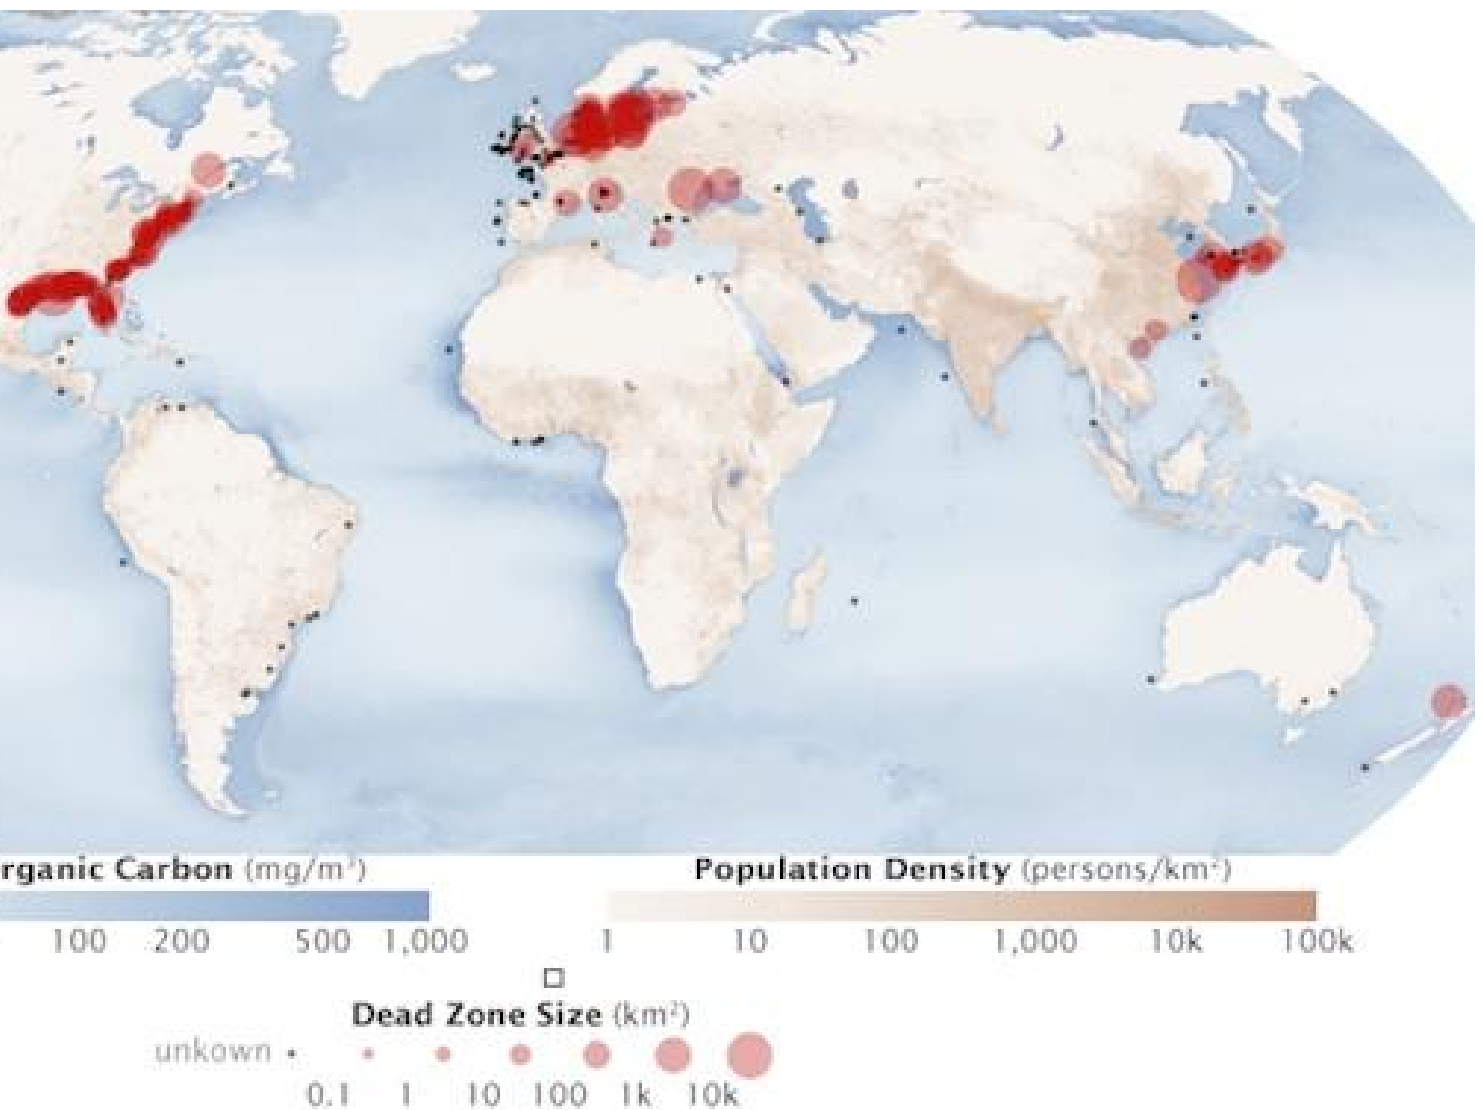 rganic Carbon (mg/m³)
Population Density (persons/km²)
100 200 500 1,000
1 10 100 1,000 10k 100k
Dead Zone Size (km²)
unkown
0.1 1 10 100 1k 10k